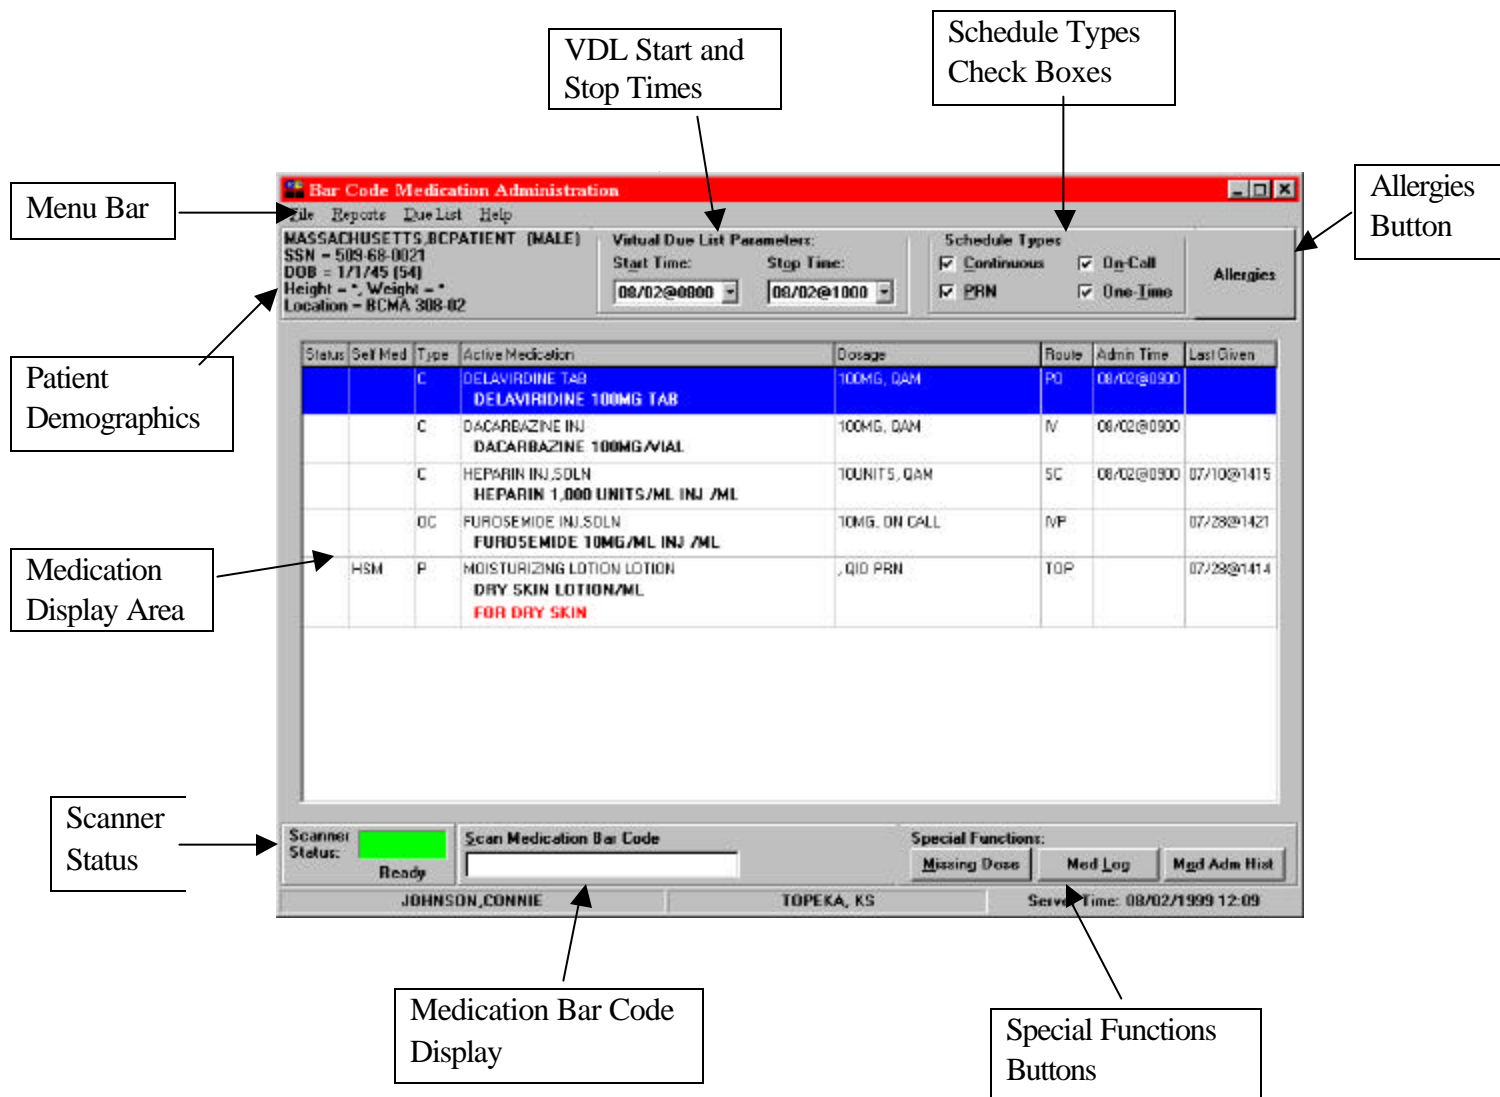 VDL Start and
Stop Times
Schedule Types
Check Boxes
Menu Bar
Allergies
Button
Patient
Demographics
Medication
Display Area
Scanner
Status
Medication Bar Code
Display
Special Functions
Buttons
Bar Code Medication Administration
File Reports Due List Help
MASSACHUSETTS,BCPATIENT (MALE)
SSN = 509-68-0021
DOB = 1/1/45 (54)
Height = *, Weight = *
Location = BCMA 308-02
Virtual Due List Parameters:
Start Time: Stop Time:
08/02@0800 08/02@1000
Schedule Types
Continuous On-Call
PRN One-Time
Allergies
Status Self Med Type Active Medication Dosage Route Admin Time Last Given
C DELAVIRDINE TAB 100MG, QAM PO 08/02@0900
DELAVIRIDINE 100MG TAB
C DACARBAZINE INJ 100MG, QAM IV 08/02@0900
DACARBAZINE 100MG/VIAL
C HEPARIN INJ,SOLN 10UNITS, QAM SC 08/02@0900 07/10@1415
HEPARIN 1,000 UNITS/ML INJ /ML
OC FUROSEMIDE INJ,SOLN 10MG, ON CALL IVP 07/28@1421
FUROSEMIDE 10MG/ML INJ /ML
HSM P MOISTURIZING LOTION LOTION , QID PRN TOP 07/28@1414
DRY SKIN LOTION/ML
FOR DRY SKIN
Scanner
Status:
Ready
Scan Medication Bar Code
Special Functions:
Missing Dose Med Log Med Adm Hist
JOHNSON,CONNIE TOPEKA, KS Server Time: 08/02/1999 12:09